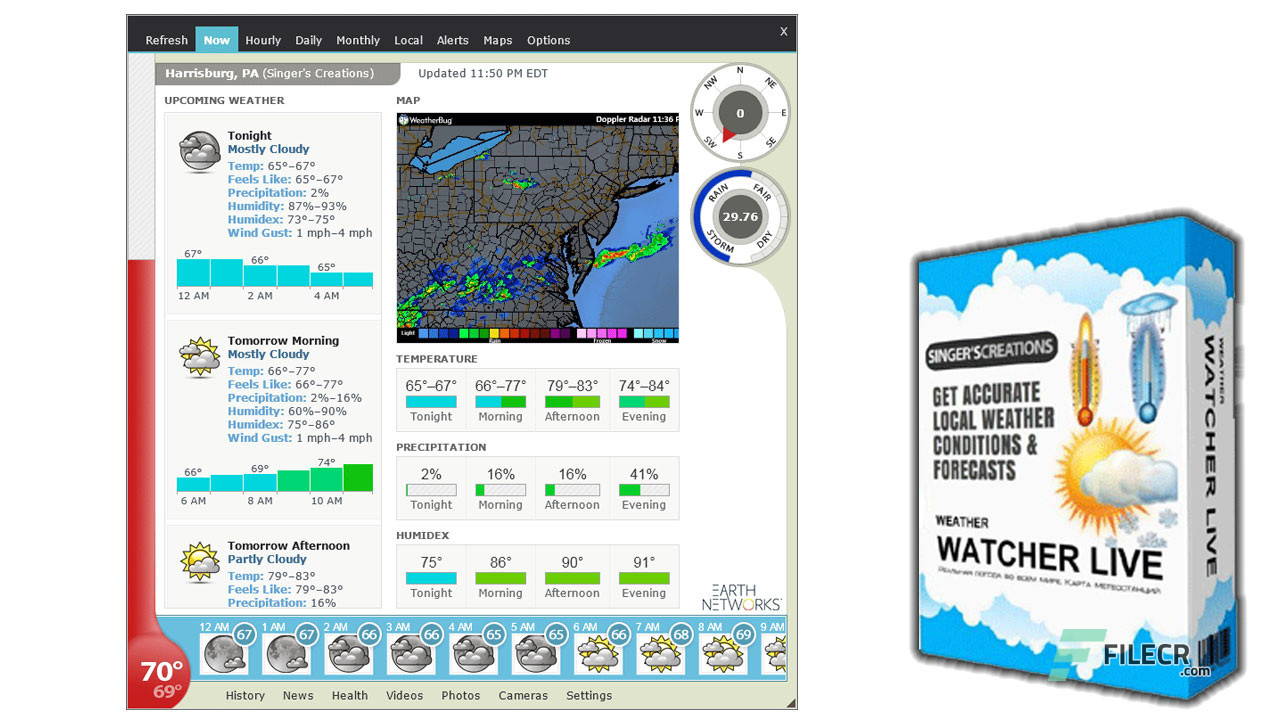 Refresh Now Hourly Daily Monthly Local Alerts Maps Options X
Harrisburg, PA (Singer's Creations)
Updated 11:50 PM EDT
UPCOMING WEATHER
Tonight
Mostly Cloudy
Temp: 65°–67°
Feels Like: 65°–67°
Precipitation: 2%
Humidity: 87%–93%
Humidex: 73°–75°
Wind Gust: 1 mph–4 mph
67° 66° 65°
12 AM 2 AM 4 AM
Tomorrow Morning
Mostly Cloudy
Temp: 66°–77°
Feels Like: 66°–77°
Precipitation: 2%–16%
Humidity: 60%–90%
Humidex: 75°–86°
Wind Gust: 1 mph–4 mph
66° 69° 74°
6 AM 8 AM 10 AM
Tomorrow Afternoon
Partly Cloudy
Temp: 79°–83°
Feels Like: 79°–83°
Precipitation: 16%
MAP
WeatherBug Doppler Radar 11:36 P
Light Rain Frozen Snow
TEMPERATURE
65°–67° 66°–77° 79°–83° 74°–84°
Tonight Morning Afternoon Evening
PRECIPITATION
2% 16% 16% 41%
Tonight Morning Afternoon Evening
HUMIDEX
75° 86° 90° 91°
Tonight Morning Afternoon Evening
N NE E SE S SW W NW
0
RAIN FAIR
29.76
STORM DRY
EARTH
NETWORKS
12 AM 1 AM 2 AM 3 AM 4 AM 5 AM 6 AM 7 AM 8 AM 9 AM
67 67 66 66 65 65 66 68 69
70°
69°
History News Health Videos Photos Cameras Settings
SINGER'SCREATIONS
GET ACCURATE
LOCAL WEATHER
CONDITIONS &
FORECASTS
WEATHER
WATCHER LIVE
РЕАЛЬНАЯ ПОГОДА ВО ВСЕМ МИРЕ КАРТА МЕТЕОСТАНЦИЙ
WEATHER
WATCHER LIVE
FILECR
.com